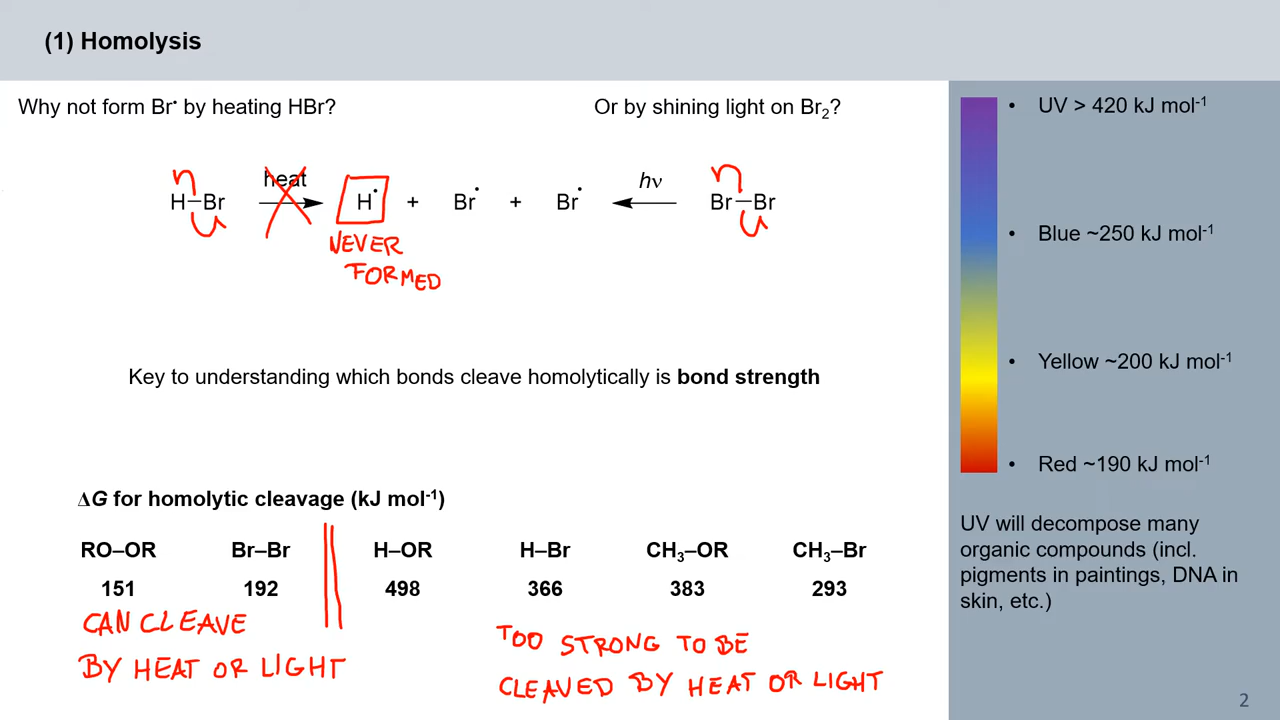 (1) Homolysis
Why not form Br• by heating HBr?
Or by shining light on Br₂?
H–Br
heat
H•
+
Br•
+
Br•
hν
Br–Br
NEVER
FORMED
Key to understanding which bonds cleave homolytically is bond strength
ΔG for homolytic cleavage (kJ mol⁻¹)
RO–OR Br–Br H–OR H–Br CH₃–OR CH₃–Br
151 192 498 366 383 293
CAN CLEAVE
BY HEAT OR LIGHT
TOO STRONG TO BE
CLEAVED BY HEAT OR LIGHT
• UV > 420 kJ mol⁻¹
• Blue ~250 kJ mol⁻¹
• Yellow ~200 kJ mol⁻¹
• Red ~190 kJ mol⁻¹
UV will decompose many
organic compounds (incl.
pigments in paintings, DNA in
skin, etc.)
2